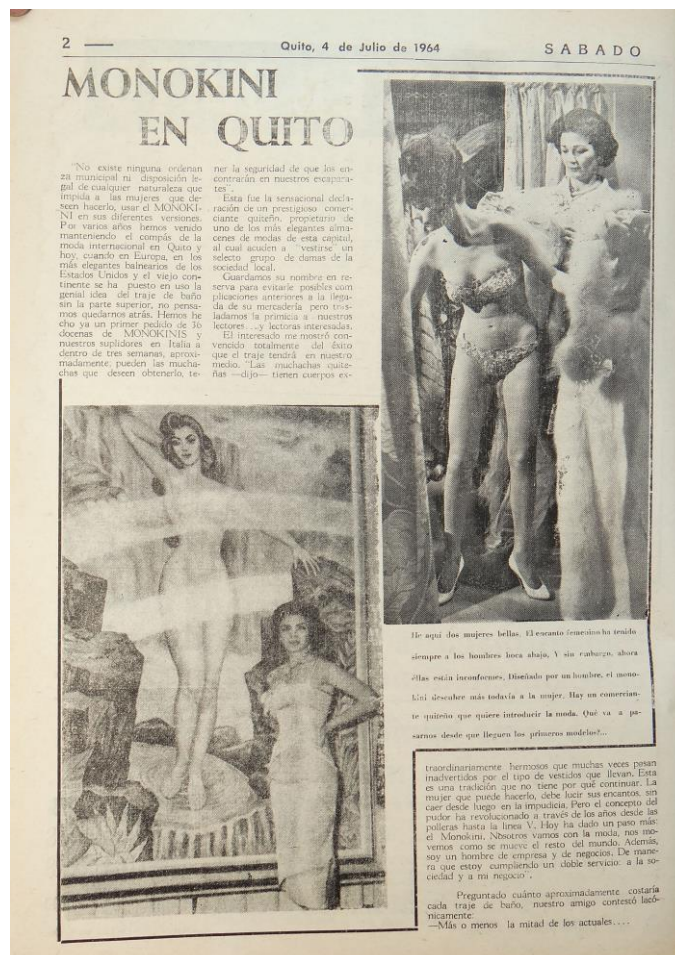 2 —
Quito, 4 de Julio de 1964
SABADO
MONOKINI
EN QUITO
"No existe ninguna ordenan
za municipal ni disposición le-
gal de cualquier naturaleza que
impida a las mujeres que de-
seen hacerlo, usar el MONOKI-
NI en sus diferentes versiones.
Por varios años hemos venido
manteniendo el compás de la
moda internacional en Quito y
hoy, cuando en Europa, en los
más elegantes balnearios de los
Estados Unidos y el viejo con-
tinente se ha puesto en uso la
genial idea del traje de baño
sin la parte superior, no pensa-
mos quedarnos atrás. Hemos he
cho ya un primer pedido de 36
docenas de MONOKINIS y
nuestros suplidores en Italia a
dentro de tres semanas, aproxi-
madamente, pueden las mucha-
chas que deseen obtenerlo, te-
ner la seguridad de que los en-
contrarán en nuestros escapara-
tes".
Esta fue la sensacional decla-
ración de un prestigioso comer-
ciante quiteño, propietario de
uno de los más elegantes alma-
cenes de modas de esta capital,
al cual acuden a "vestirse" un
selecto grupo de damas de la
sociedad local.
Guardamos su nombre en re-
serva para evitarle posibles com
plicaciones anteriores a la llega-
da de su mercadería pero tras-
ladamos la primicia a nuestros
lectores...y lectoras interesadas.
El interesado me mostró con-
vencido totalmente del éxito
que el traje tendrá en nuestro
medio. "Las muchachas quite-
ñas —dijo— tienen cuerpos ex-
He aquí dos mujeres bellas. El encanto femenino ha tenido
siempre a los hombres boca abajo. Y sin embargo, ahora
éllas están inconformes. Diseñado por un hombre, el mono-
kini descubre más todavía a la mujer. Hay un comercian-
te quiteño que quiere introducir la moda. Qué va a pa-
sarnos desde que lleguen los primeros modelos?...
traordinariamente hermosos que muchas veces pasan
inadvertidos por el tipo de vestidos que llevan. Esta
es una tradición que no tiene por qué continuar. La
mujer que puede hacerlo, debe lucir sus encantos, sin
caer desde luego en la impudicia. Pero el concepto del
pudor ha revolucionado a través de los años desde las
polleras hasta la línea V. Hoy ha dado un paso más:
el Monokini. Nosotros vamos con la moda, nos mo-
vemos como se mueve el resto del mundo. Además,
soy un hombre de empresa y de negocios. De mane-
ra que estoy cumpliendo un doble servicio: a la so-
ciedad y a mi negocio".
Preguntado cuánto aproximadamente costaría
cada traje de baño, nuestro amigo contestó lacó-
nicamente:
—Más o menos la mitad de los actuales....